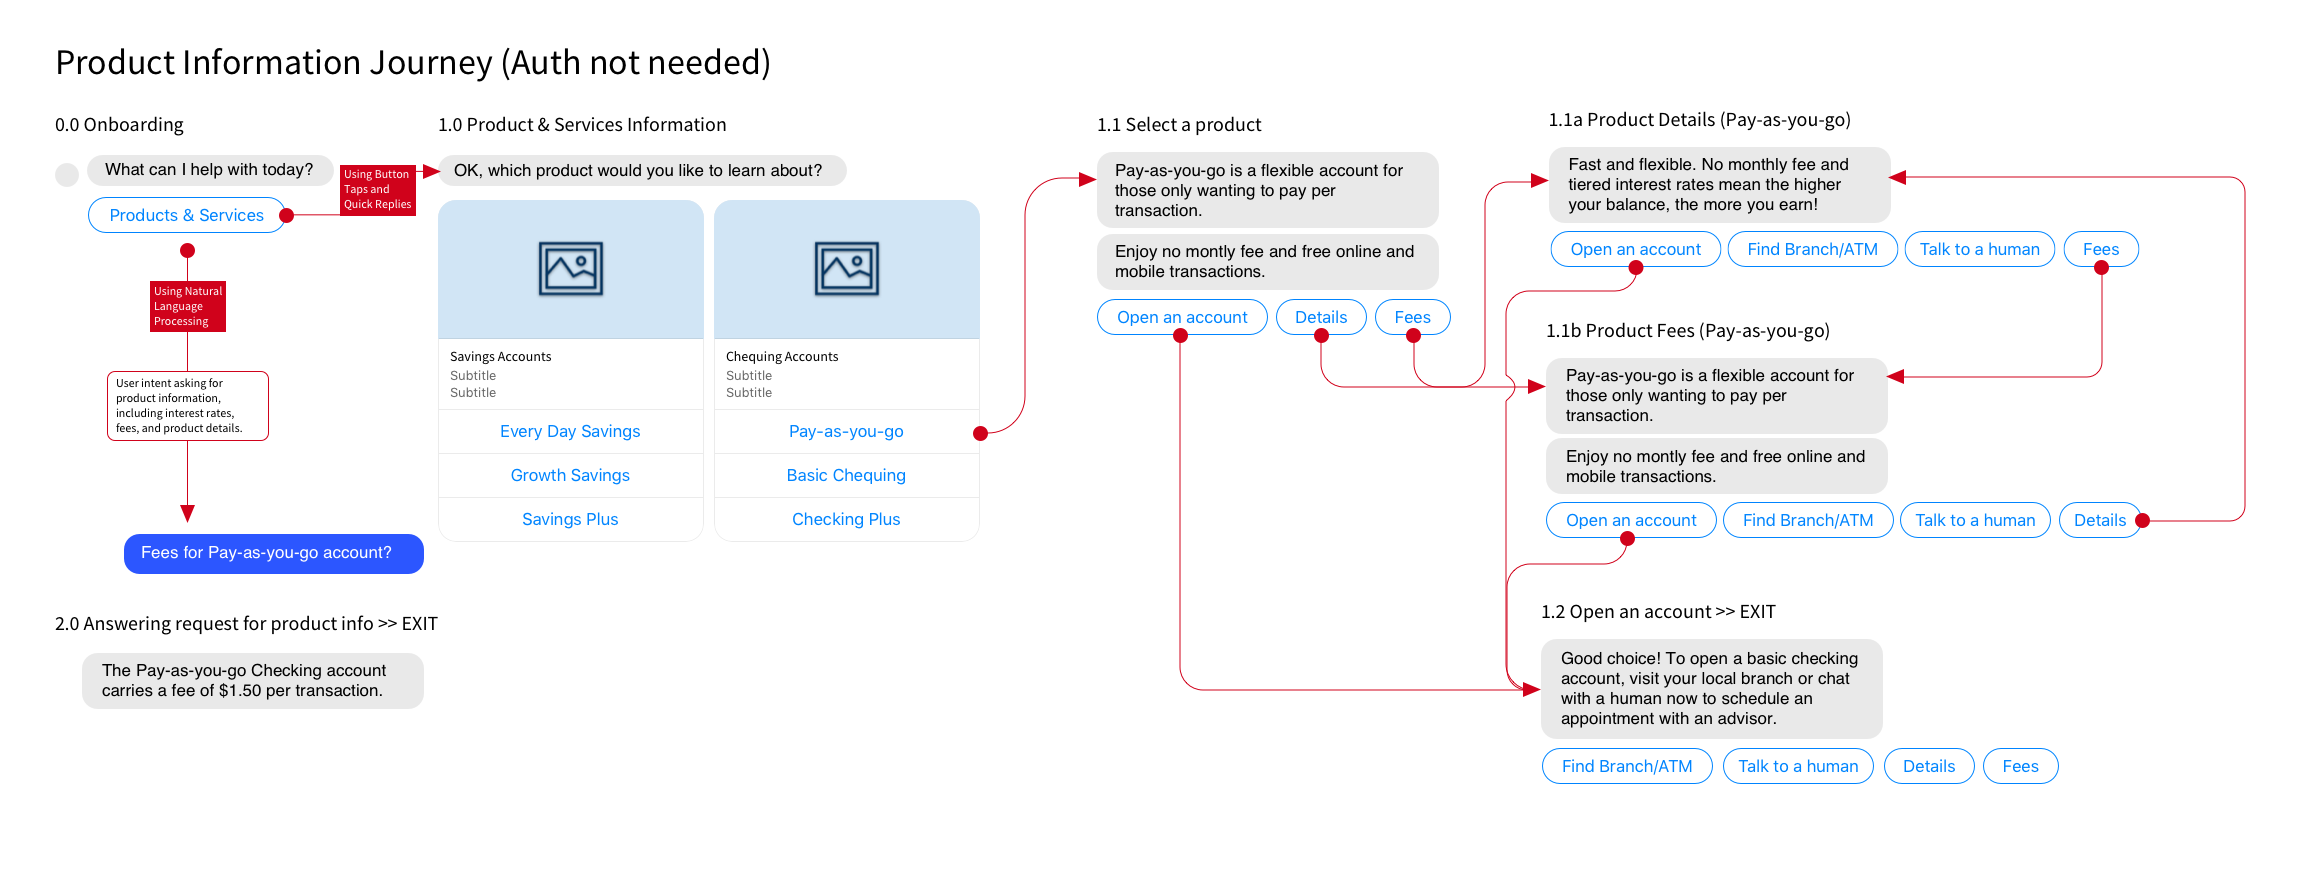 Product Information Journey (Auth not needed)
0.0 Onboarding
What can I help with today?
Products & Services
Using Button
Taps and
Quick Replies
Using Natural
Language
Processing
User intent asking for
product information,
including interest rates,
fees, and product details.
Fees for Pay-as-you-go account?
2.0 Answering request for product info >> EXIT
The Pay-as-you-go Checking account
carries a fee of $1.50 per transaction.
1.0 Product & Services Information
OK, which product would you like to learn about?
Savings Accounts
Subtitle
Subtitle
Every Day Savings
Growth Savings
Savings Plus
Chequing Accounts
Subtitle
Subtitle
Pay-as-you-go
Basic Chequing
Checking Plus
1.1 Select a product
Pay-as-you-go is a flexible account for
those only wanting to pay per
transaction.
Enjoy no montly fee and free online and
mobile transactions.
Open an account
Details
Fees
1.1a Product Details (Pay-as-you-go)
Fast and flexible. No monthly fee and
tiered interest rates mean the higher
your balance, the more you earn!
Open an account
Find Branch/ATM
Talk to a human
Fees
1.1b Product Fees (Pay-as-you-go)
Pay-as-you-go is a flexible account for
those only wanting to pay per
transaction.
Enjoy no montly fee and free online and
mobile transactions.
Open an account
Find Branch/ATM
Talk to a human
Details
1.2 Open an account >> EXIT
Good choice! To open a basic checking
account, visit your local branch or chat
with a human now to schedule an
appointment with an advisor.
Find Branch/ATM
Talk to a human
Details
Fees